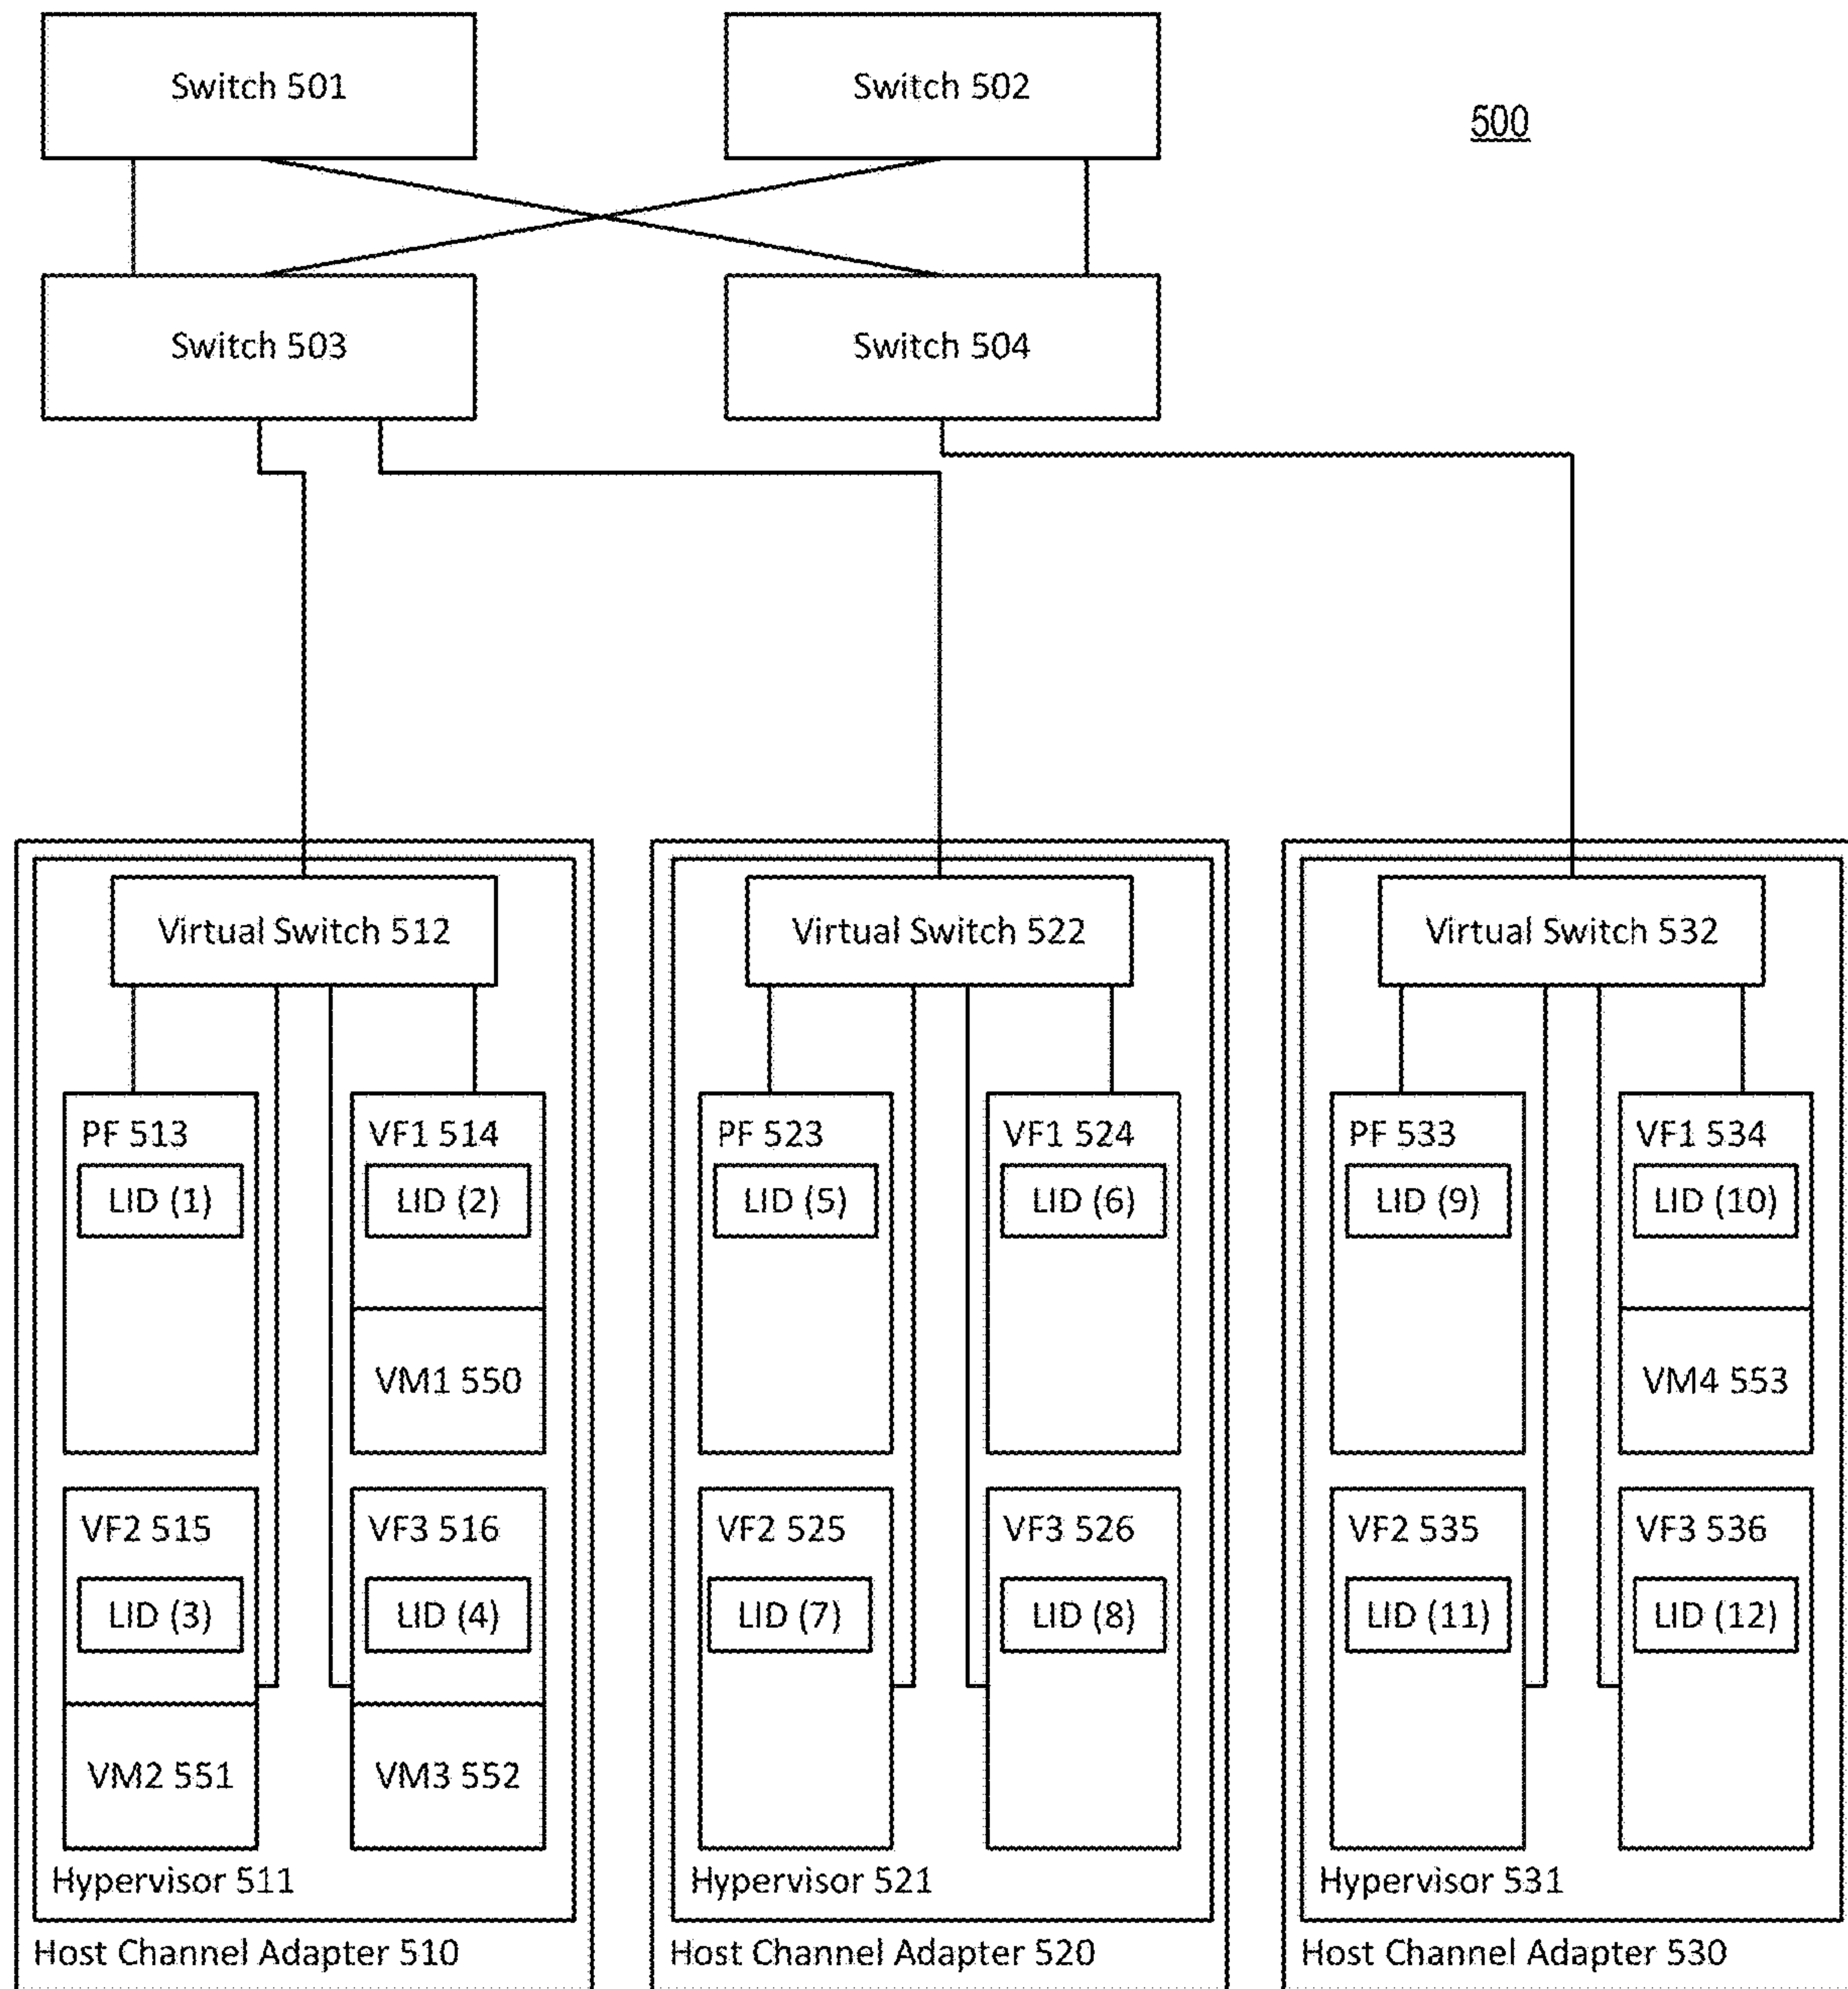 Switch 501
Switch 502
500
Switch 503
Switch 504
Virtual Switch 512
PF 513
LID (1)
VF1 514
LID (2)
VM1 550
VF2 515
LID (3)
VM2 551
VF3 516
LID (4)
VM3 552
Hypervisor 511
Host Channel Adapter 510
Virtual Switch 522
PF 523
LID (5)
VF1 524
LID (6)
VF2 525
LID (7)
VF3 526
LID (8)
Hypervisor 521
Host Channel Adapter 520
Virtual Switch 532
PF 533
LID (9)
VF1 534
LID (10)
VM4 553
VF2 535
LID (11)
VF3 536
LID (12)
Hypervisor 531
Host Channel Adapter 530